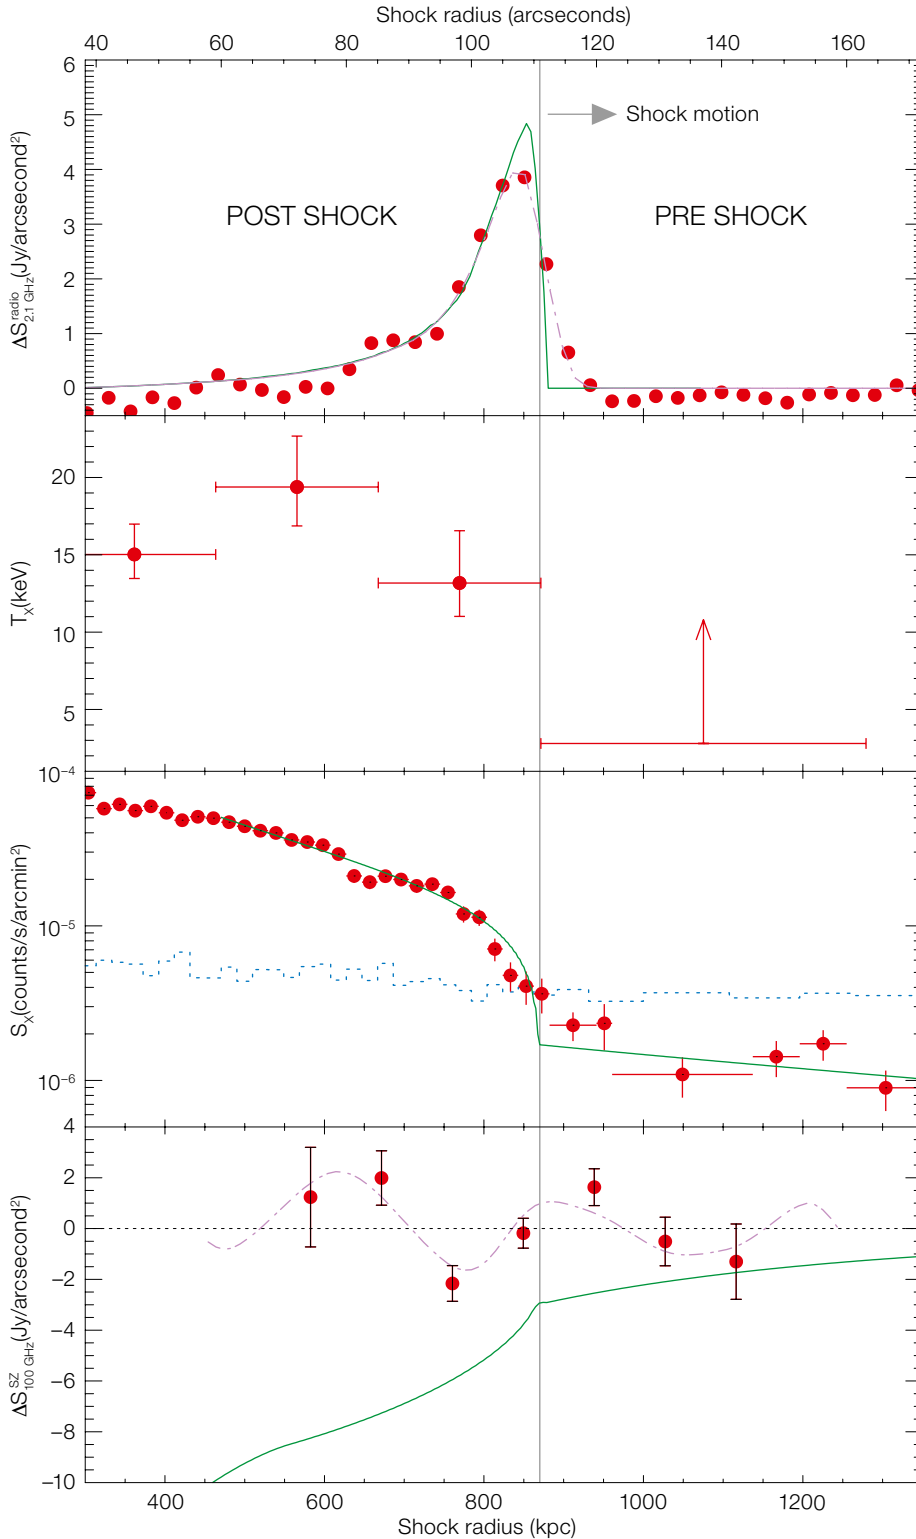 Shock radius (arcseconds)
40 60 80 100 120 140 160
6
5
4
3
2
1
0
ΔS^radio_2.1 GHz (Jy/arcsecond²)
Shock motion
POST SHOCK
PRE SHOCK
20
15
10
5
T_X(keV)
10⁻⁴
10⁻⁵
10⁻⁶
S_X(counts/s/arcmin²)
4
2
0
−2
−4
−6
−8
−10
ΔS^SZ_100 GHz (Jy/arcsecond²)
400 600 800 1000 1200
Shock radius (kpc)